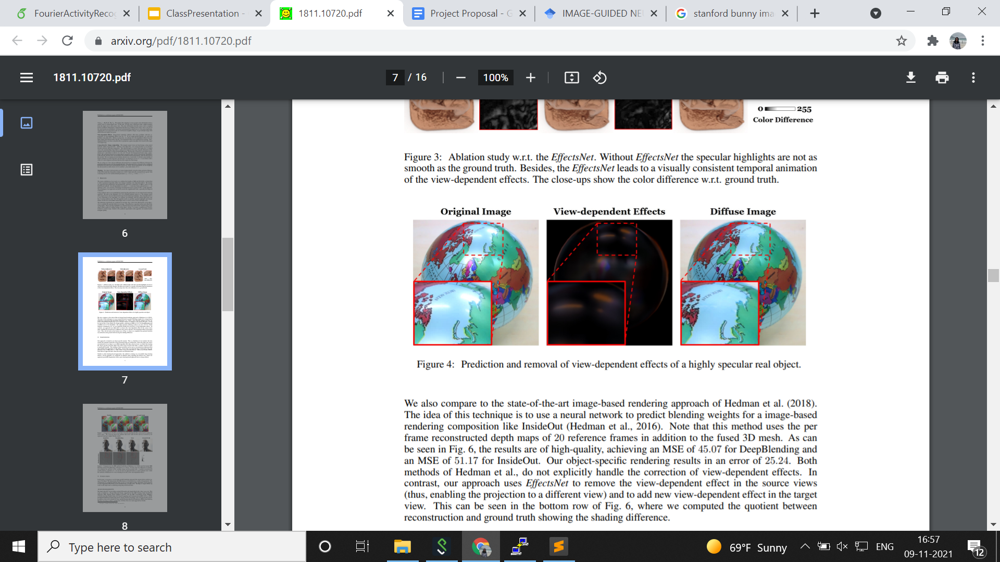 FourierActivityReco
ClassPresentation -
1811.10720.pdf
Project Proposal - G
IMAGE-GUIDED NE
stanford bunny ima
arxiv.org/pdf/1811.10720.pdf
1811.10720.pdf
7 / 16
100%
6
7
8
0 255
Color Difference
Figure 3: Ablation study w.r.t. the EffectsNet. Without EffectsNet the specular highlights are not as
smooth as the ground truth. Besides, the EffectsNet leads to a visually consistent temporal animation
of the view-dependent effects. The close-ups show the color difference w.r.t. ground truth.
Original Image
View-dependent Effects
Diffuse Image
Figure 4: Prediction and removal of view-dependent effects of a highly specular real object.
We also compare to the state-of-the-art image-based rendering approach of Hedman et al. (2018).
The idea of this technique is to use a neural network to predict blending weights for a image-based
rendering composition like InsideOut (Hedman et al., 2016). Note that this method uses the per
frame reconstructed depth maps of 20 reference frames in addition to the fused 3D mesh. As can
be seen in Fig. 6, the results are of high-quality, achieving an MSE of 45.07 for DeepBlending and
an MSE of 51.17 for InsideOut. Our object-specific rendering results in an error of 25.24. Both
methods of Hedman et al., do not explicitly handle the correction of view-dependent effects. In
contrast, our approach uses EffectsNet to remove the view-dependent effect in the source views
(thus, enabling the projection to a different view) and to add new view-dependent effect in the target
view. This can be seen in the bottom row of Fig. 6, where we computed the quotient between
reconstruction and ground truth showing the shading difference.
Type here to search
69°F Sunny
ENG
16:57
09-11-2021
12